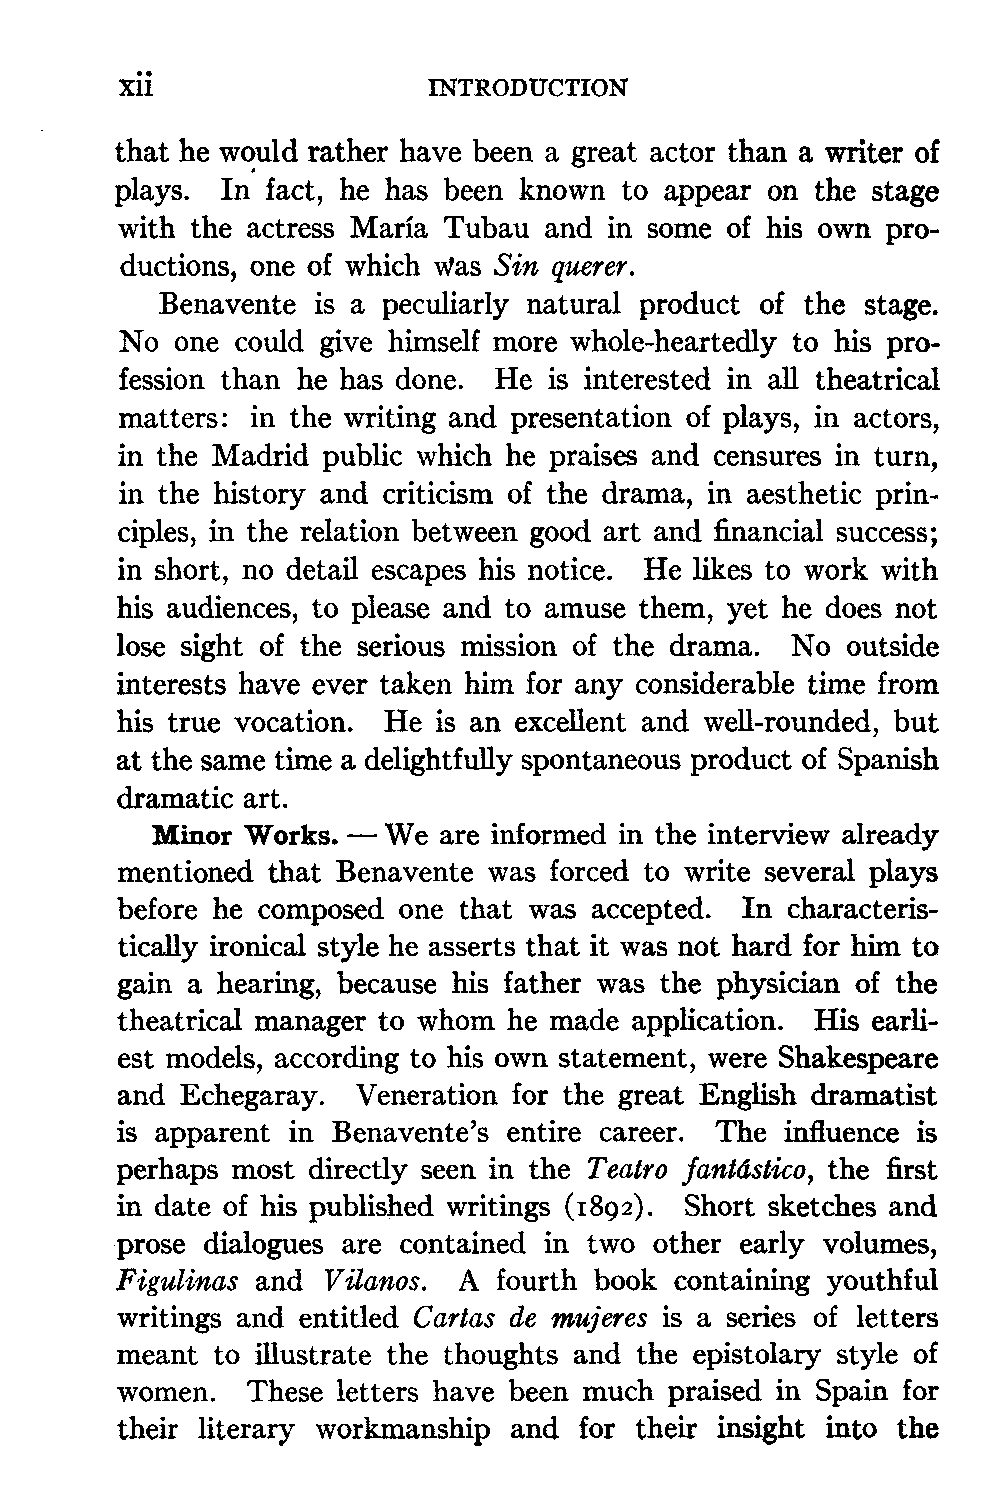 xii INTRODUCTION
that he would rather have been a great actor than a writer of
plays. In fact, he has been known to appear on the stage
with the actress María Tubau and in some of his own pro-
ductions, one of which was Sin querer.
Benavente is a peculiarly natural product of the stage.
No one could give himself more whole-heartedly to his pro-
fession than he has done. He is interested in all theatrical
matters: in the writing and presentation of plays, in actors,
in the Madrid public which he praises and censures in turn,
in the history and criticism of the drama, in aesthetic prin-
ciples, in the relation between good art and financial success;
in short, no detail escapes his notice. He likes to work with
his audiences, to please and to amuse them, yet he does not
lose sight of the serious mission of the drama. No outside
interests have ever taken him for any considerable time from
his true vocation. He is an excellent and well-rounded, but
at the same time a delightfully spontaneous product of Spanish
dramatic art.
Minor Works. — We are informed in the interview already
mentioned that Benavente was forced to write several plays
before he composed one that was accepted. In characteris-
tically ironical style he asserts that it was not hard for him to
gain a hearing, because his father was the physician of the
theatrical manager to whom he made application. His earli-
est models, according to his own statement, were Shakespeare
and Echegaray. Veneration for the great English dramatist
is apparent in Benavente's entire career. The influence is
perhaps most directly seen in the Teatro fantástico, the first
in date of his published writings (1892). Short sketches and
prose dialogues are contained in two other early volumes,
Figulinas and Vilanos. A fourth book containing youthful
writings and entitled Cartas de mujeres is a series of letters
meant to illustrate the thoughts and the epistolary style of
women. These letters have been much praised in Spain for
their literary workmanship and for their insight into the